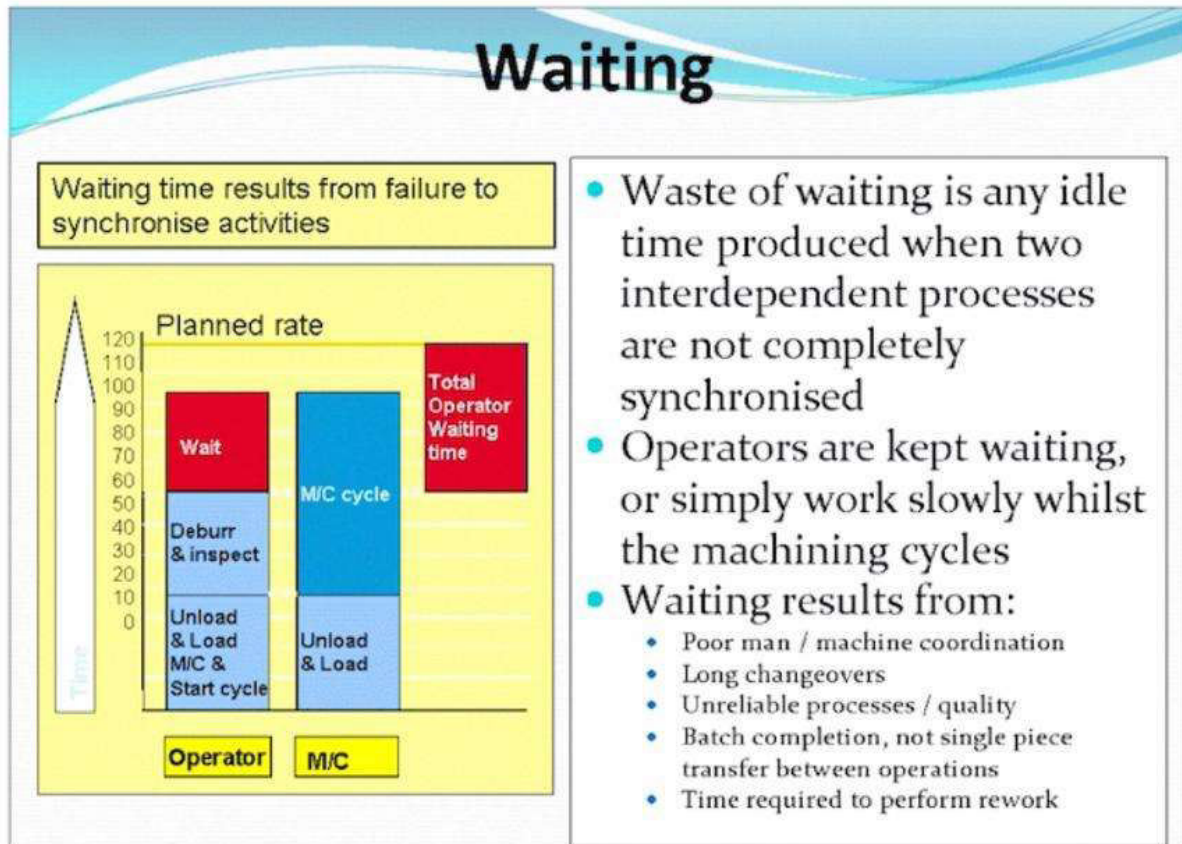 Waiting
Waiting time results from failure to
synchronise activities
Planned rate
120
110
100
90
80
70
60
50
40
30
20
10
0
Time
Wait
Deburr
& inspect
Unload
& Load
M/C &
Start cycle
M/C cycle
Unload
& Load
Total
Operator
Waiting
time
Operator
M/C
• Waste of waiting is any idle
time produced when two
interdependent processes
are not completely
synchronised
• Operators are kept waiting,
or simply work slowly whilst
the machining cycles
• Waiting results from:
• Poor man / machine coordination
• Long changeovers
• Unreliable processes / quality
• Batch completion, not single piece
transfer between operations
• Time required to perform rework